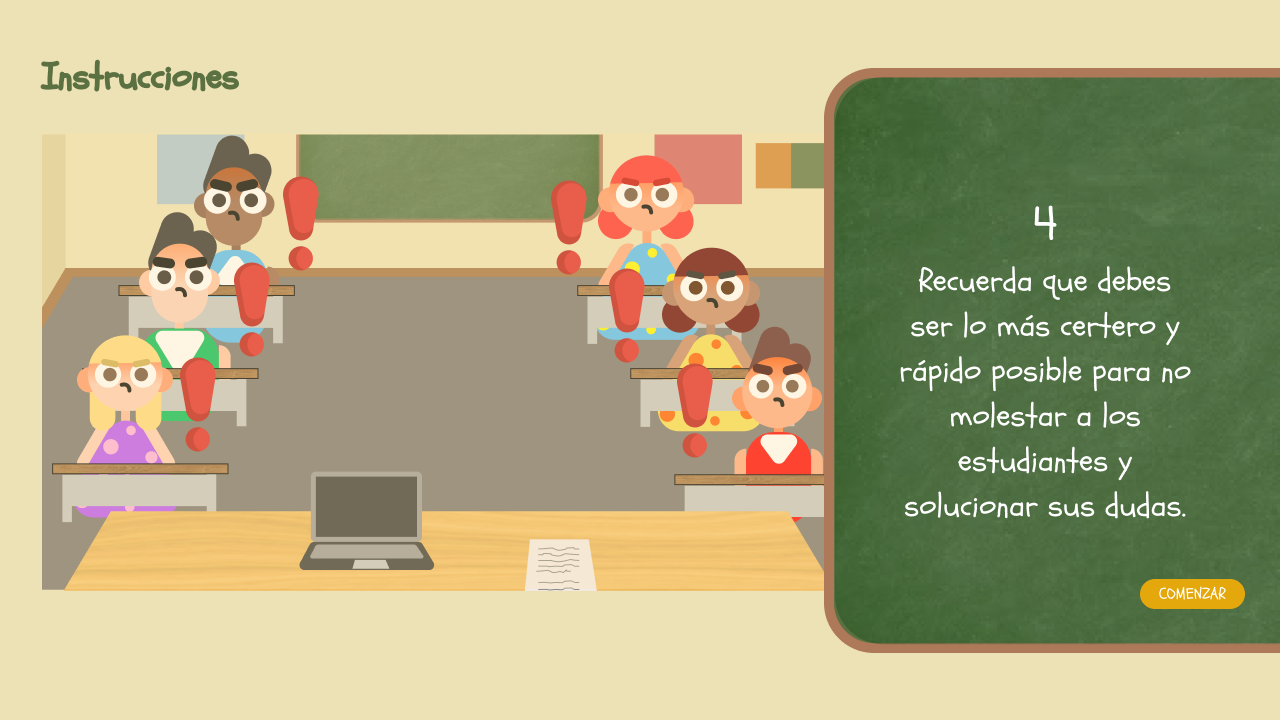 Instrucciones
4
Recuerda que debes
ser lo más certero y
rápido posible para no
molestar a los
estudiantes y
solucionar sus dudas.
COMENZAR